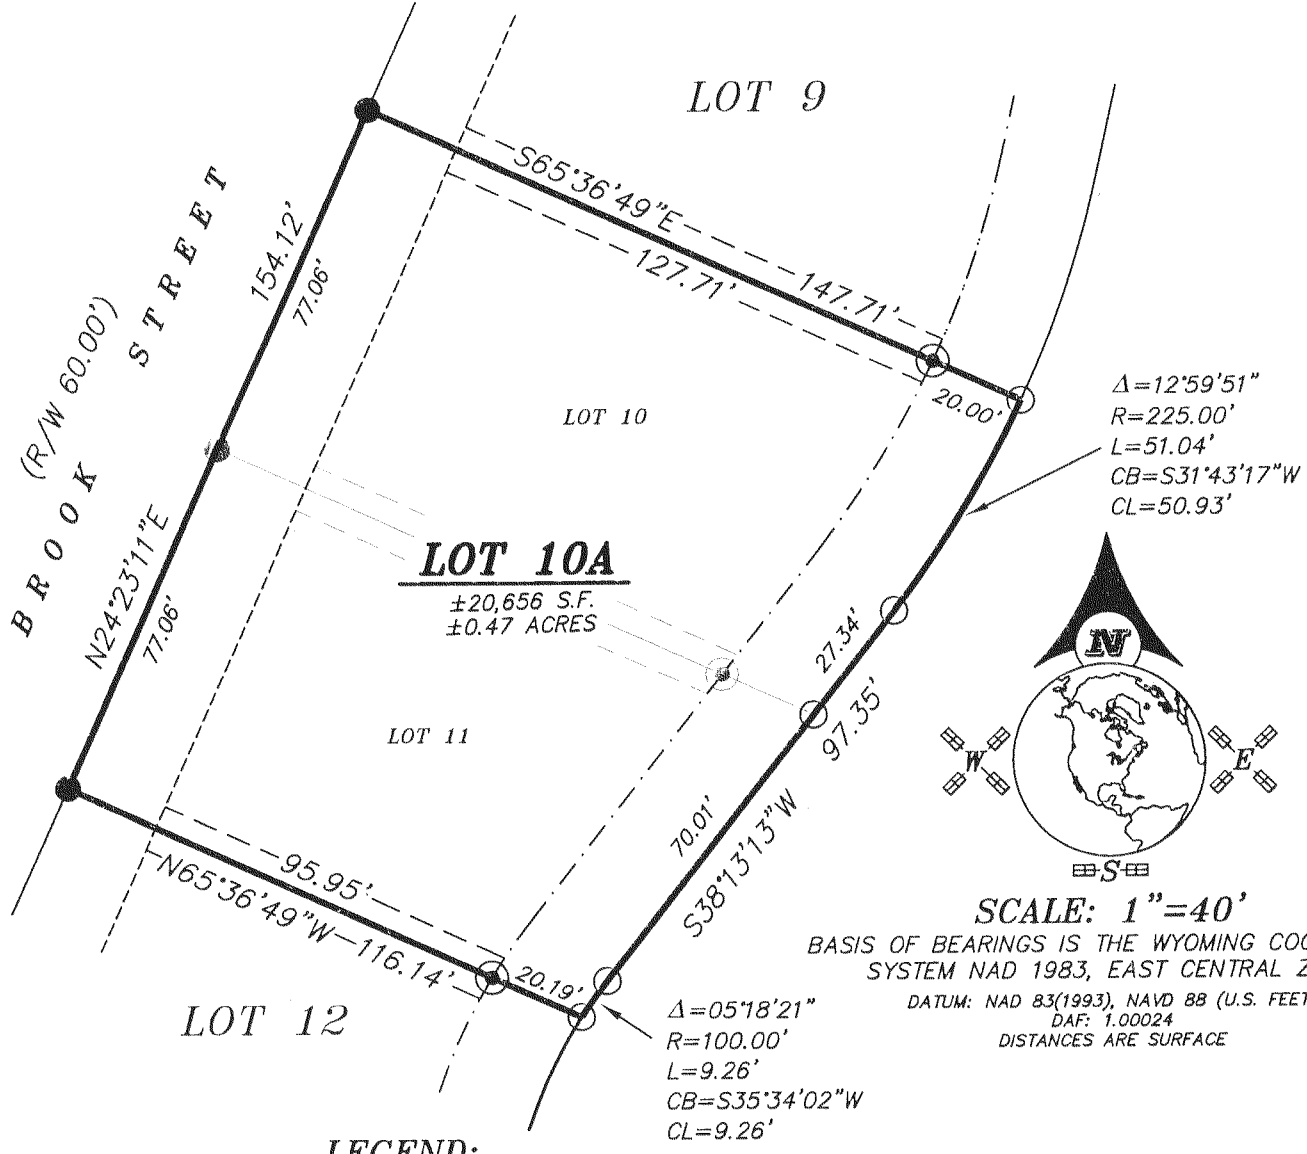 LOT 9
S65°36'49"E
147.71'
127.71'
20.00'
154.12'
77.06'
BROOK STREET
(R/W 60.00')
N24°23'11"E
77.06'
LOT 10
Δ=12°59'51"
R=225.00'
L=51.04'
CB=S31°43'17"W
CL=50.93'
LOT 10A
±20,656 S.F.
±0.47 ACRES
27.34'
97.35'
70.01'
S38°13'13"W
LOT 11
N
W
E
S
95.95'
N65°36'49"W-116.14'
20.19'
LOT 12
SCALE: 1"=40'
BASIS OF BEARINGS IS THE WYOMING
SYSTEM NAD 1983, EAST CENTRAL
DATUM: NAD 83(1993), NAVD 88 (U.S. FEET
DAF: 1.00024
DISTANCES ARE SURFACE
Δ=05°18'21"
R=100.00'
L=9.26'
CB=S35°34'02"W
CL=9.26'
LEGEND: